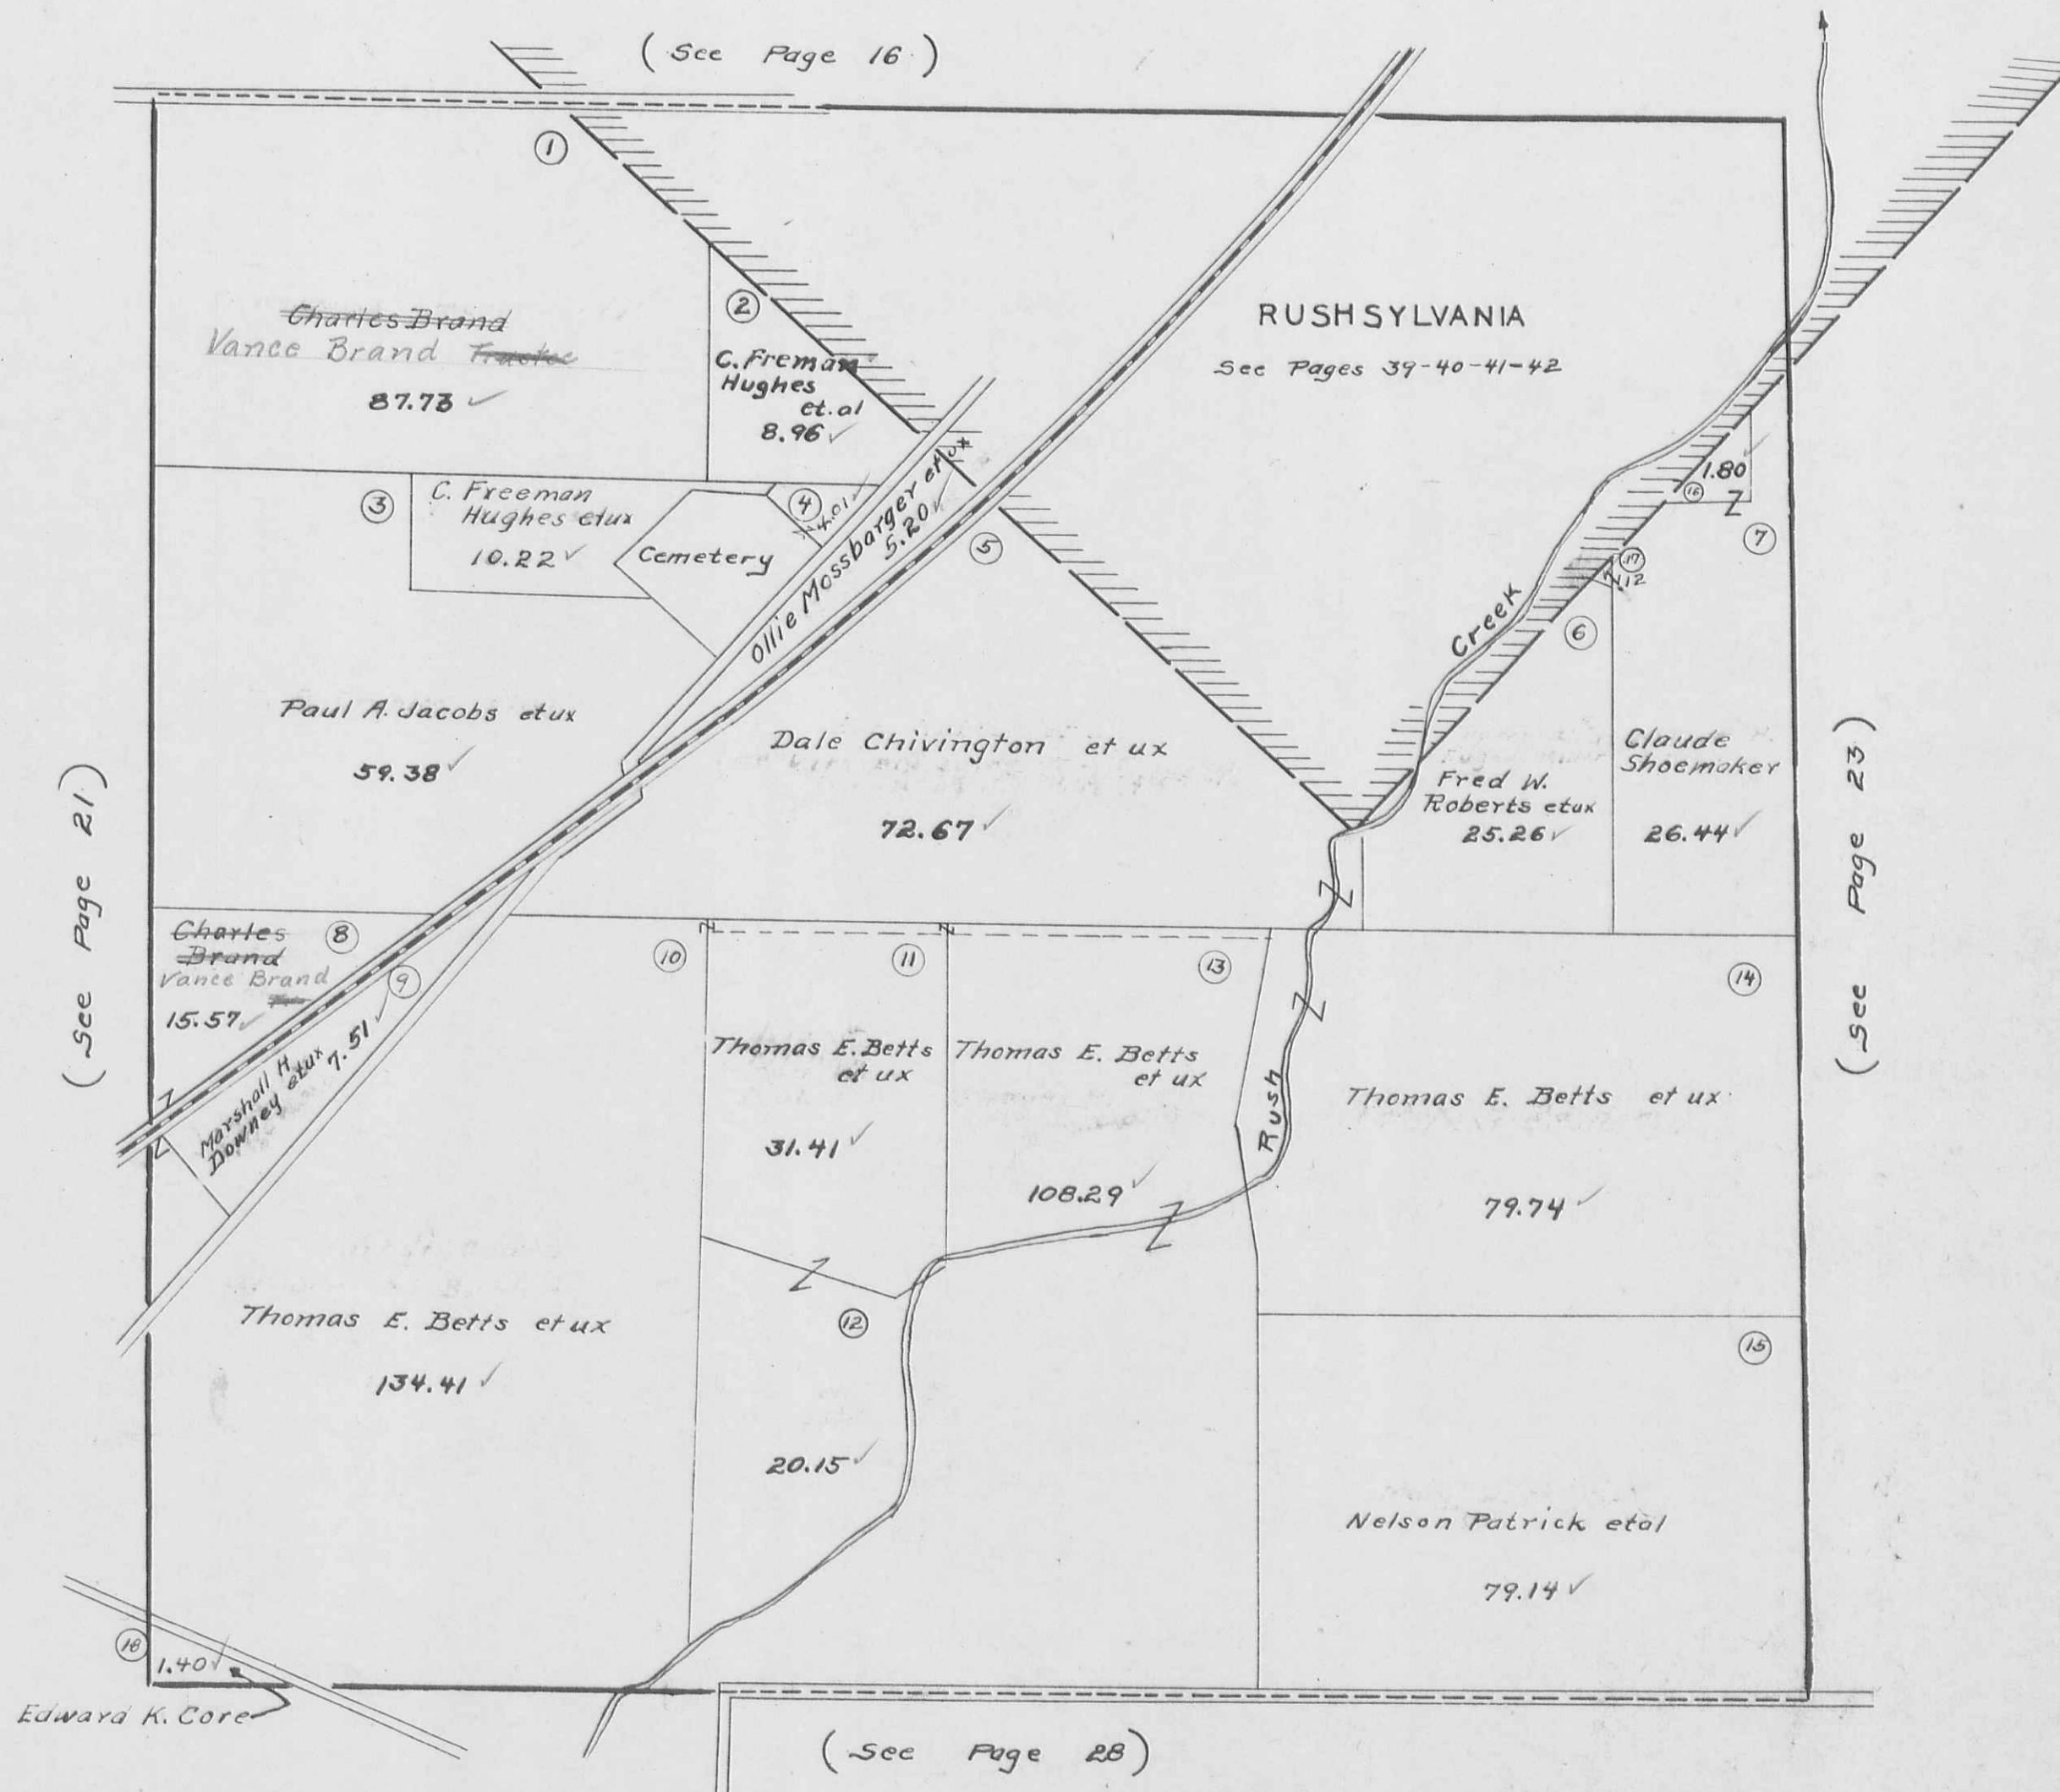 ( See Page 16 )
1
Charles Brand
Vance Brand Trustee
87.73 ✓
2
C. Freman
Hughes
et.al
8.96 ✓
RUSHSYLVANIA
See Pages 39-40-41-42
3
C. Freeman
Hughes etux
10.22 ✓
Cemetery
4
4.01 ✓
Ollie Mossbarger et ux
5.20 ✓
5
1.80 ✓
16
7
17
.12
6
Creek
Paul A. Jacobs etux
59.38 ✓
Dale Chivington et ux
72.67 ✓
Fred W.
Roberts etux
25.26 ✓
Claude
Shoemaker
26.44 ✓
(See Page 21)
(See Page 23)
8
Charles
Brand
Vance Brand
15.57 ✓
9
Marshall H.
Downey etux
7.51 ✓
10
11
13
14
Thomas E. Betts
et ux
31.41 ✓
Thomas E. Betts
et ux
108.29 ✓
Rush
Thomas E. Betts et ux
79.74 ✓
Thomas E. Betts et ux
134.41 ✓
12
20.15 ✓
15
Nelson Patrick etal
79.14 ✓
18
1.40 ✓
Edward K. Core
(See Page 28)